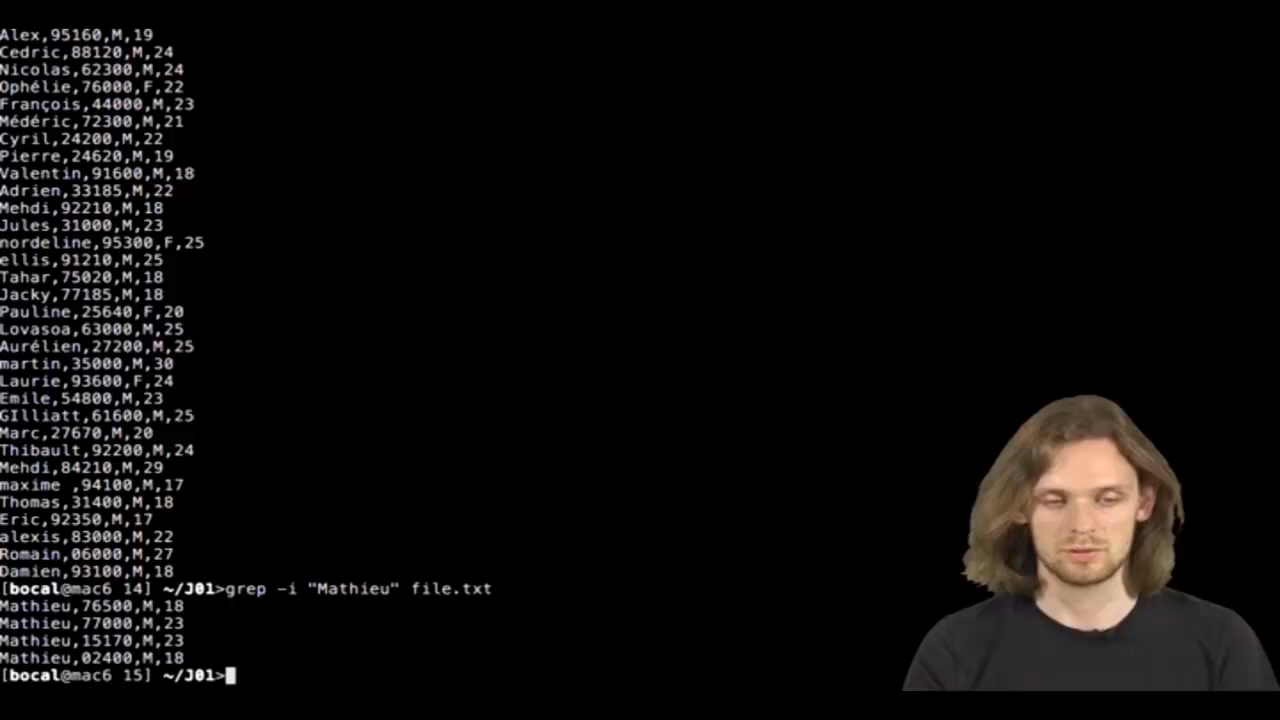 Alex,95160,M,19
Cedric,88120,M,24
Nicolas,62300,M,24
Ophélie,76000,F,22
François,44000,M,23
Médéric,72300,M,21
Cyril,24200,M,22
Pierre,24620,M,19
Valentin,91600,M,18
Adrien,33185,M,22
Mehdi,92210,M,18
Jules,31000,M,23
nordeline,95300,F,25
ellis,91210,M,25
Tahar,75020,M,18
Jacky,77185,M,18
Pauline,25640,F,20
Lovasoa,63000,M,25
Aurélien,27200,M,25
martin,35000,M,30
Laurie,93600,F,24
Emile,54800,M,23
GIlliatt,61600,M,25
Marc,27670,M,20
Thibault,92200,M,24
Mehdi,84210,M,29
maxime ,94100,M,17
Thomas,31400,M,18
Eric,92350,M,17
alexis,83000,M,22
Romain,06000,M,27
Damien,93100,M,18
[bocal@mac6 14] ~/J01>grep -i "Mathieu" file.txt
Mathieu,76500,M,18
Mathieu,77000,M,23
Mathieu,15170,M,23
Mathieu,02400,M,18
[bocal@mac6 15] ~/J01>